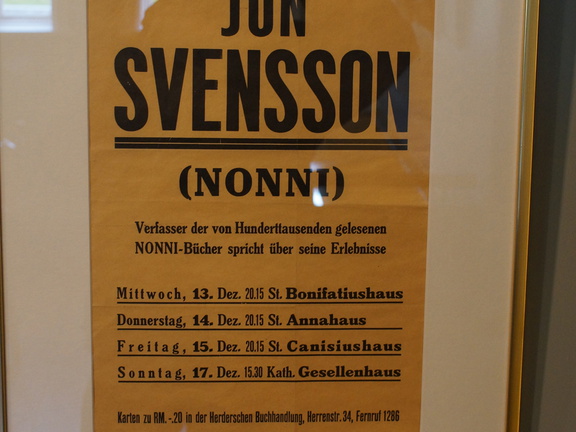 JON
SVENSSON
(NONNI)
Verfasser der von Hunderttausenden gelesenen
NONNI-Bücher spricht über seine Erlebnisse
Mittwoch, 13. Dez. 20.15 St. Bonifatiushaus
Donnerstag, 14. Dez. 20.15 St. Annahaus
Freitag, 15. Dez. 20.15 St. Canisiushaus
Sonntag, 17. Dez. 15.30 Kath. Gesellenhaus
Karten zu RM. -.20 in der Herderschen Buchhandlung, Herrenstr. 34, Fernruf 1286